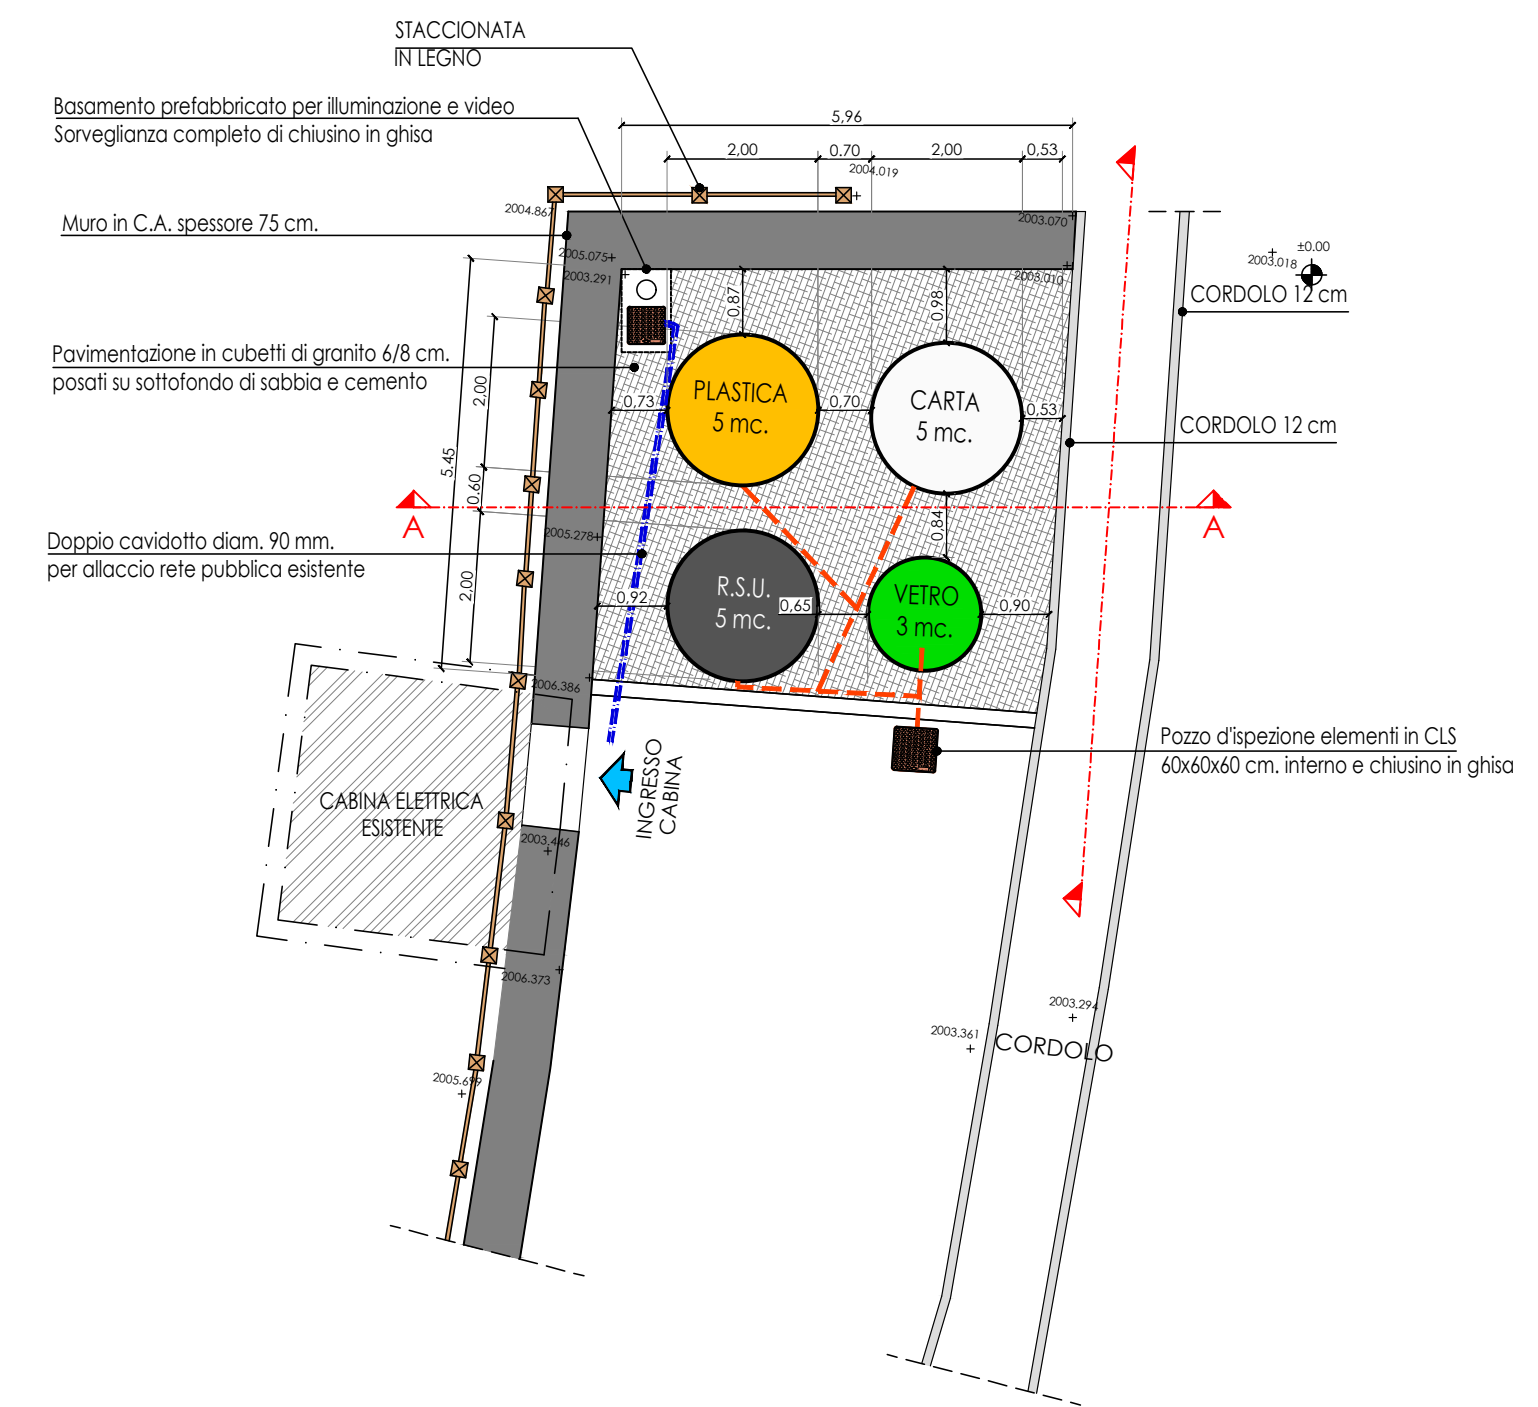 STACCIONATA
IN LEGNO
Basamento prefabbricato per illuminazione e video
Sorveglianza completo di chiusino in ghisa
5,96
2,00
0.70
2,00
0,53
2004.019
2004.867
2003.070
Muro in C.A. spessore 75 cm.
±0.00
2003.018
2005.075
2003.291
2003.010
CORDOLO 12 cm
0,87
0,98
Pavimentazione in cubetti di granito 6/8 cm.
posati su sottofondo di sabbia e cemento
2,00
PLASTICA
5 mc.
CARTA
5 mc.
0,73
0,70
0,53
CORDOLO 12 cm
5.45
0.60
A
A
0,84
2005.278
Doppio cavidotto diam. 90 mm.
per allaccio rete pubblica esistente
2,00
R.S.U.
5 mc.
VETRO
3 mc.
0,92
0,65
0,90
2006.386
Pozzo d'ispezione elementi in CLS
60x60x60 cm. interno e chiusino in ghisa
INGRESSO
CABINA
CABINA ELETTRICA
ESISTENTE
2003.446
2006.373
2003.294
2003.361
CORDOLO
2005.699